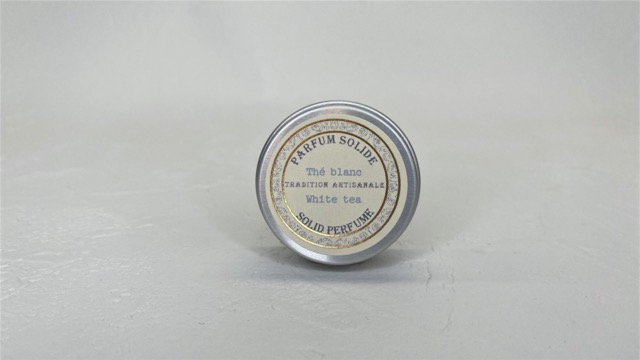 PARFUM SOLIDE
Thé blanc
TRADITION ARTISANALE
White tea
SOLID PERFUME